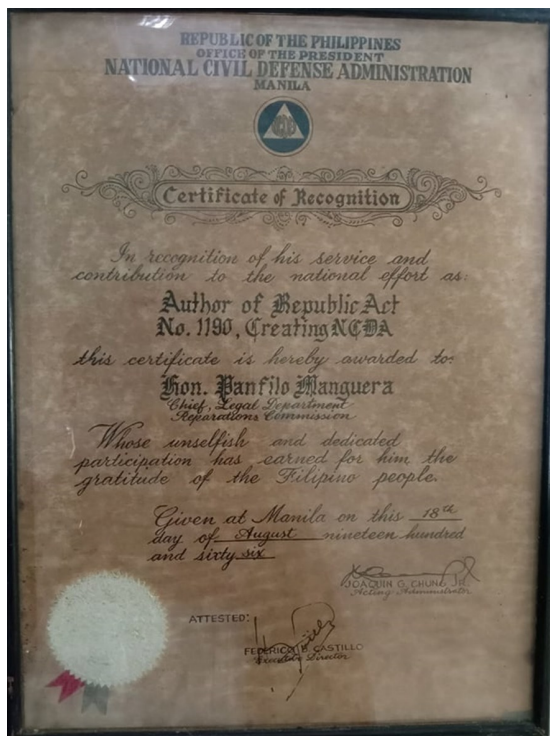 REPUBLIC OF THE PHILIPPINES
OFFICE OF THE PRESIDENT
NATIONAL CIVIL DEFENSE ADMINISTRATION
MANILA
Certificate of Recognition
In recognition of his service and
contribution to the national effort as:
Author of Republic Act
No. 1190, Creating NCDA
this certificate is hereby awarded to:
Hon. Panfilo Manguera
Chief, Legal Department
Reparations Commission
Whose unselfish and dedicated
participation has earned for him the
gratitude of the Filipino people.
Given at Manila on this 18th
day of August nineteen hundred
and sixty six
JOAQUIN G. CHUNG JR.
Acting Administrator
ATTESTED:
FEDERICO B. CASTILLO
Executive Director